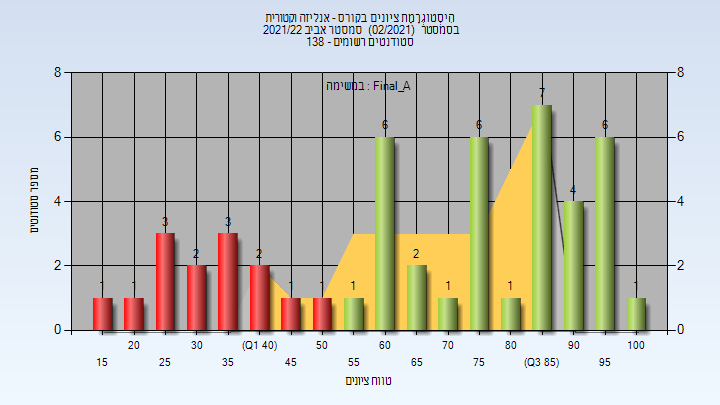 היסטוגרמת ציונים בקורס - אנליזה וקטורית
בסמסטר (02/2021) סמסטר אביב 2021/22
סטודנטים רשומים - 138
במשימה : Final_A
מספר סטודנטים
8 8
6 6
4 4
2 2
0 0
1 1 3 2 3 2 1 1 1 6 2 1 6 1 7 4 6 1
20 30 (Q1 40) 50 60 70 80 90 100
15 25 35 45 55 65 75 (Q3 85) 95
טווח ציונים